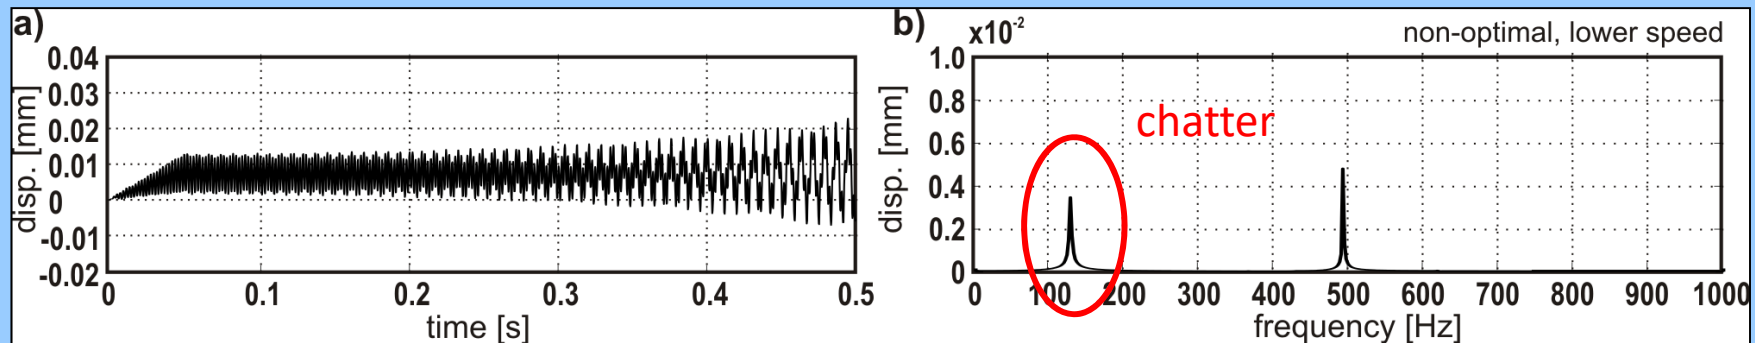 a)
disp. [mm]
0.04
0.03
0.02
0.01
0
-0.01
-0.02
0 0.1 0.2 0.3 0.4 0.5
time [s]
b) x10-2 non-optimal, lower speed
disp. [mm]
1.0
0.8
0.6
0.4
0.2
0
chatter
0 100 200 300 400 500 600 700 800 900 1000
frequency [Hz]